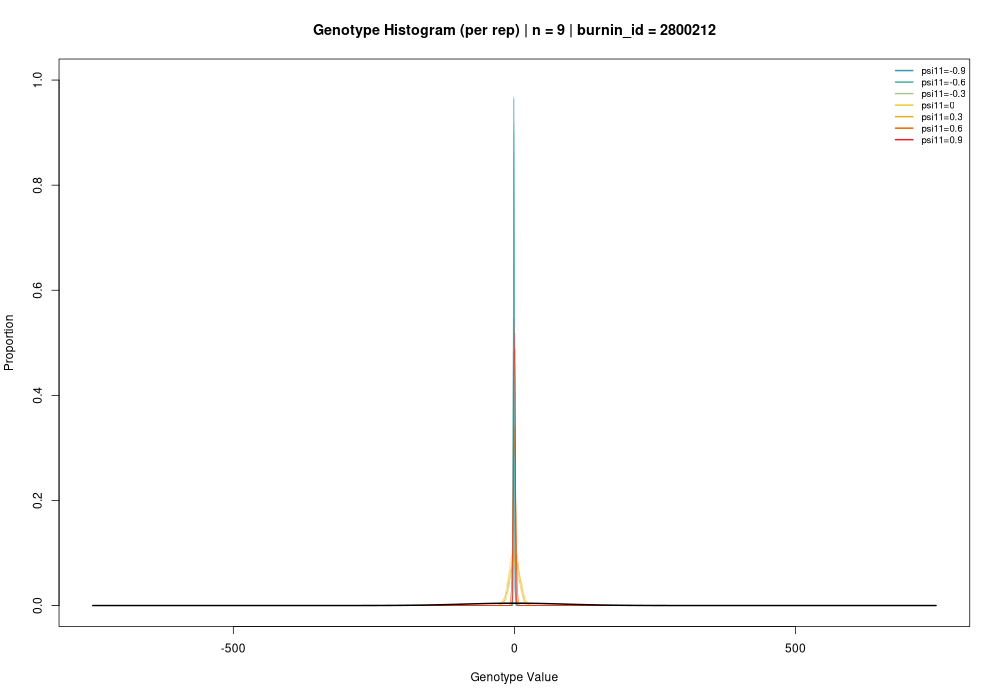 Genotype Histogram (per rep) | n = 9 | burnin_id = 2800212
psi11=-0.9
psi11=-0.6
psi11=-0.3
psi11=0
psi11=0.3
psi11=0.6
psi11=0.9
1.0
0.8
0.6
0.4
0.2
0.0
Proportion
-500
0
500
Genotype Value